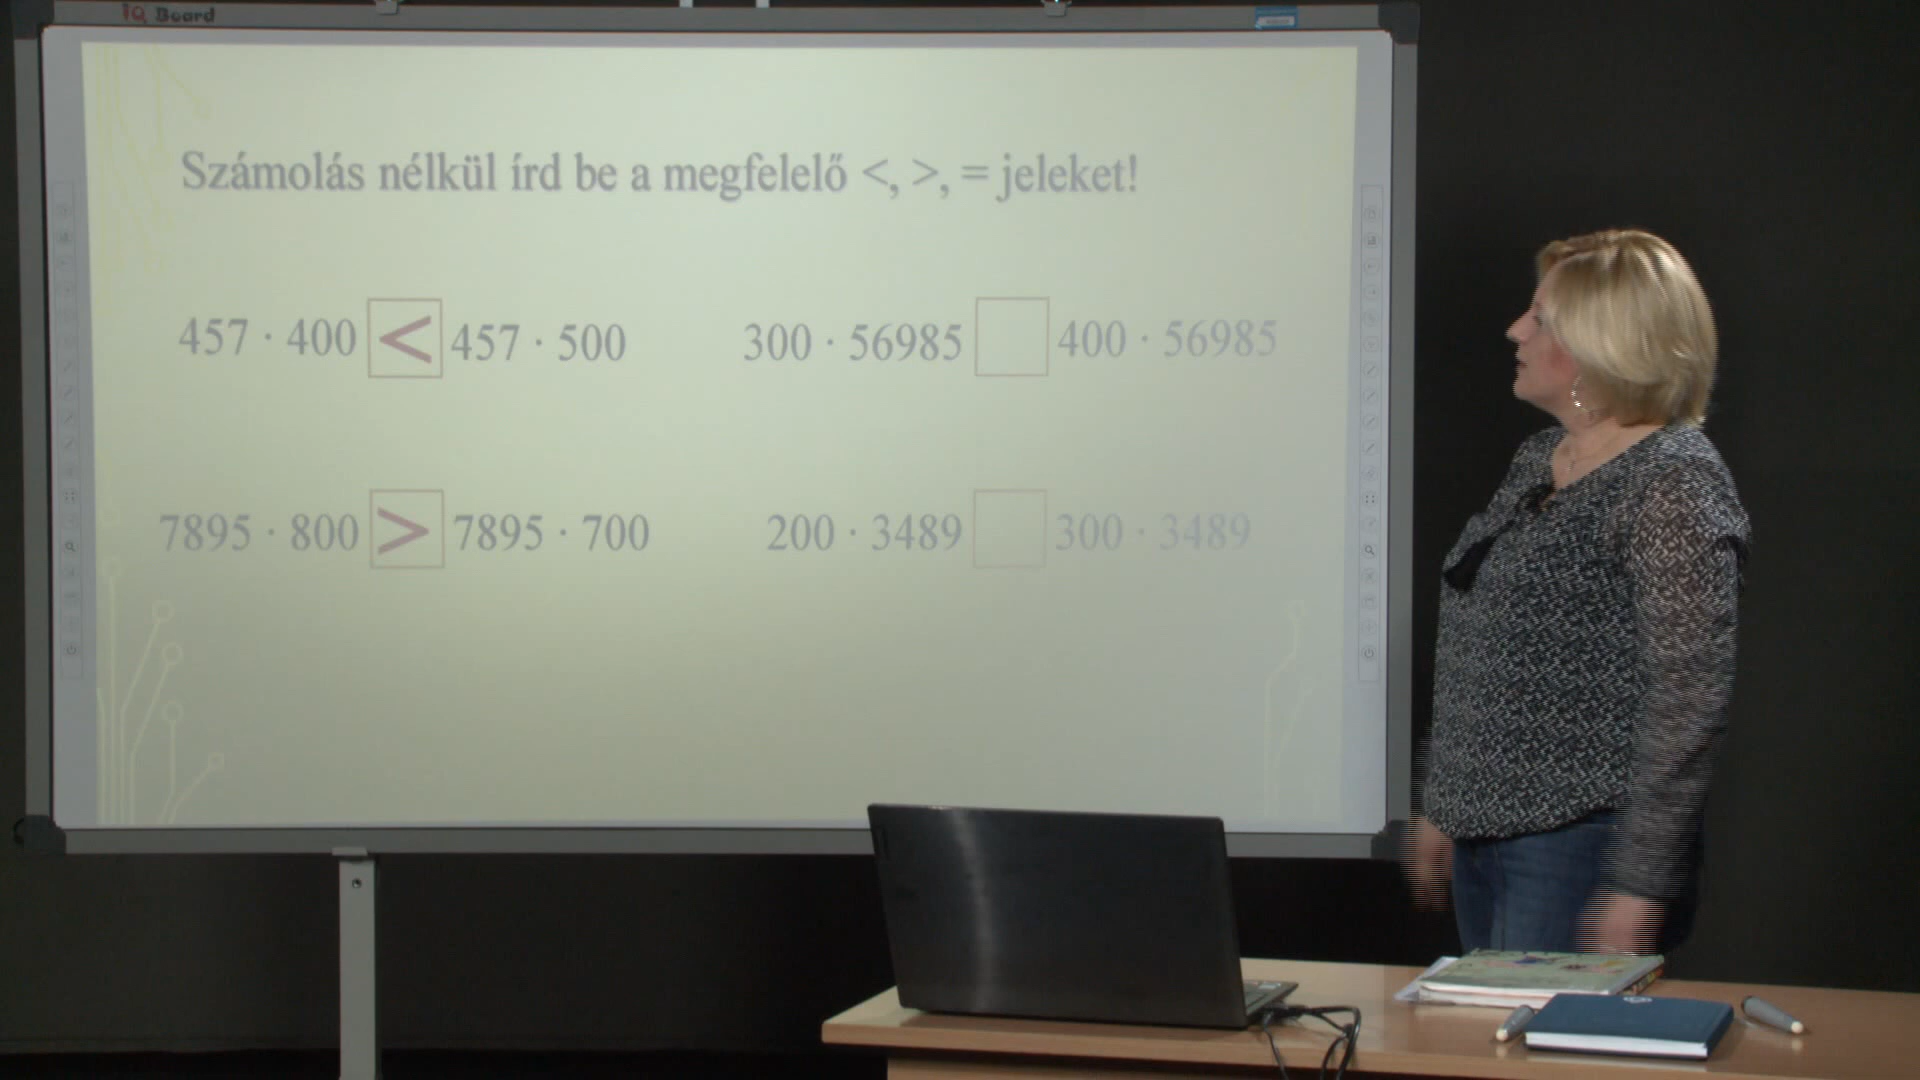 IQ Board
Számolás nélkül írd be a megfelelő <, >, = jeleket!
457 · 400 < 457 · 500
300 · 56985 400 · 56985
7895 · 800 > 7895 · 700
200 · 3489 300 · 3489